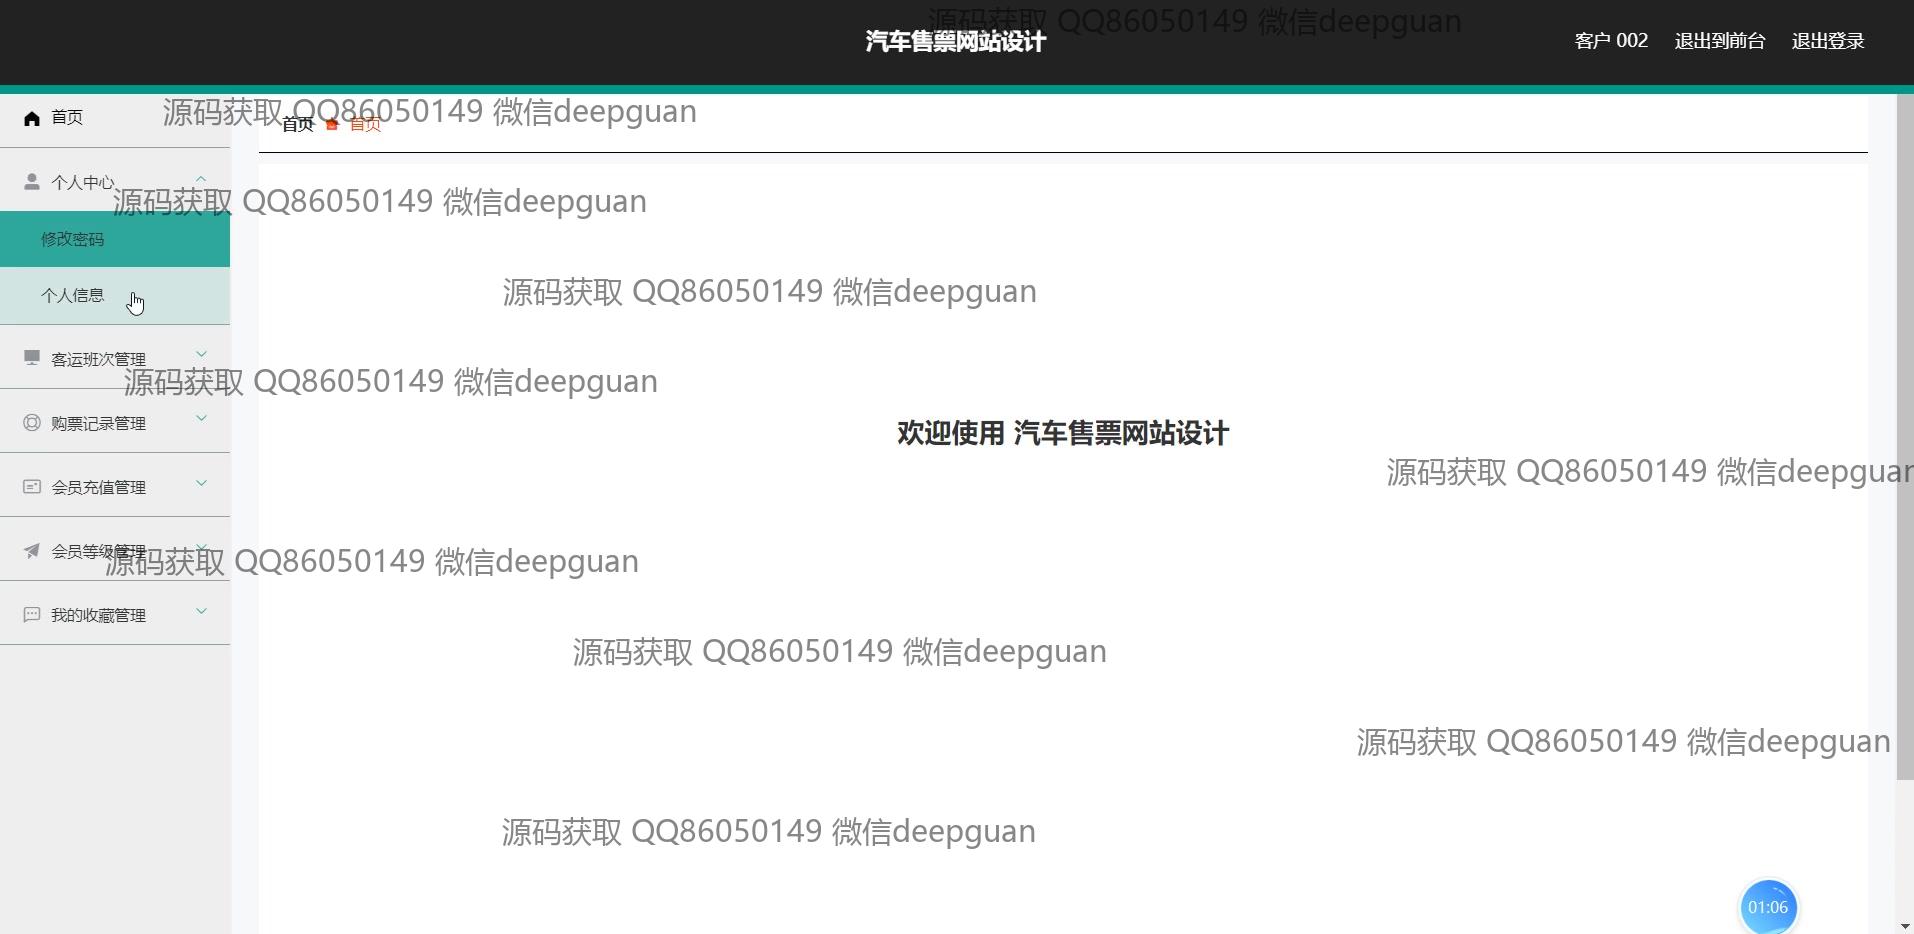 源码获取 QQ86050149 微信deepguan
汽车售票网站设计
客户 002 退出到前台 退出登录
首页
源码获取 QQ86050149 微信deepguan
首页 首页
个人中心
源码获取 QQ86050149 微信deepguan
修改密码
源码获取 QQ86050149 微信deepguan
个人信息
客运班次管理
源码获取 QQ86050149 微信deepguan
购票记录管理
欢迎使用 汽车售票网站设计
源码获取 QQ86050149 微信deepguan
会员充值管理
会员等级管理
源码获取 QQ86050149 微信deepguan
我的收藏管理
源码获取 QQ86050149 微信deepguan
源码获取 QQ86050149 微信deepguan
源码获取 QQ86050149 微信deepguan
01:06